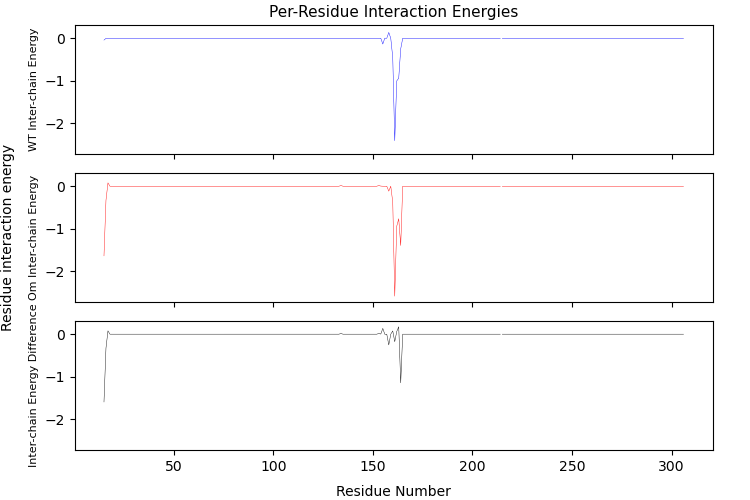 Per-Residue Interaction Energies
Residue interaction energy
WT Inter-chain Energy
0
−1
−2
Om Inter-chain Energy
0
−1
−2
Inter-chain Energy Difference
0
−1
−2
50
100
150
200
250
300
Residue Number